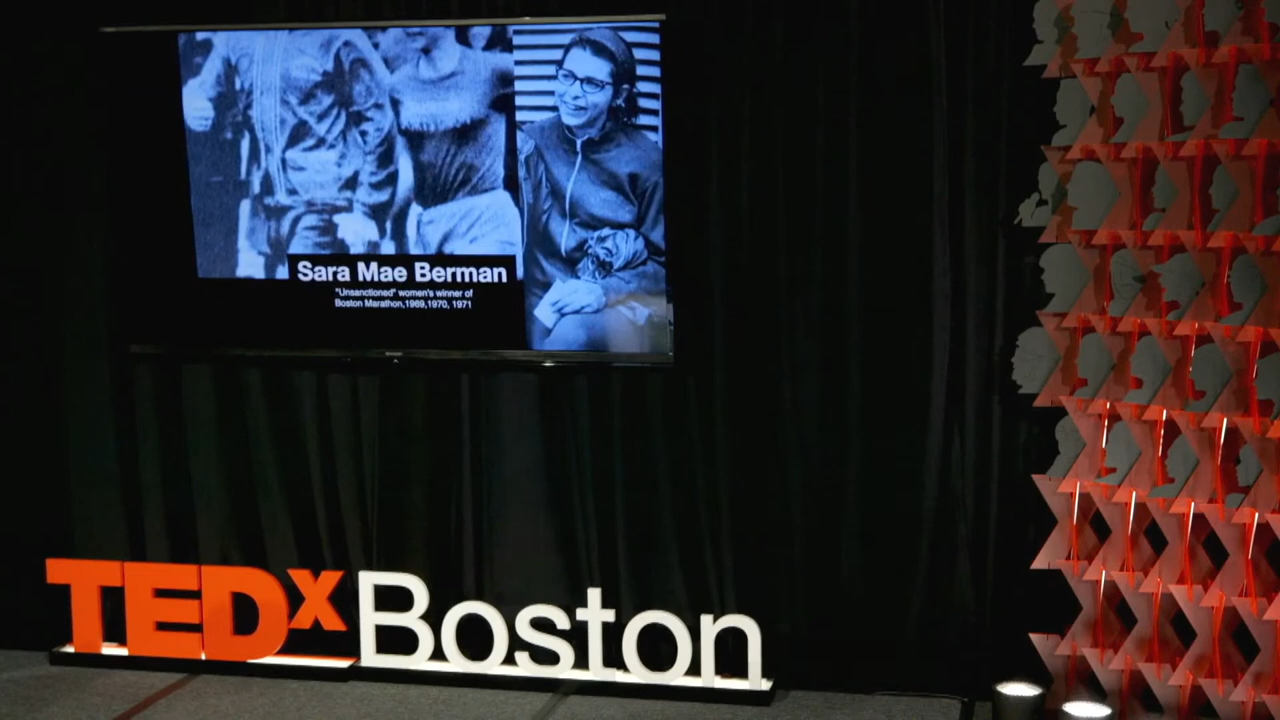 Sara Mae Berman
"Unsanctioned" women's winner of
Boston Marathon,1969,1970, 1971
TEDxBoston